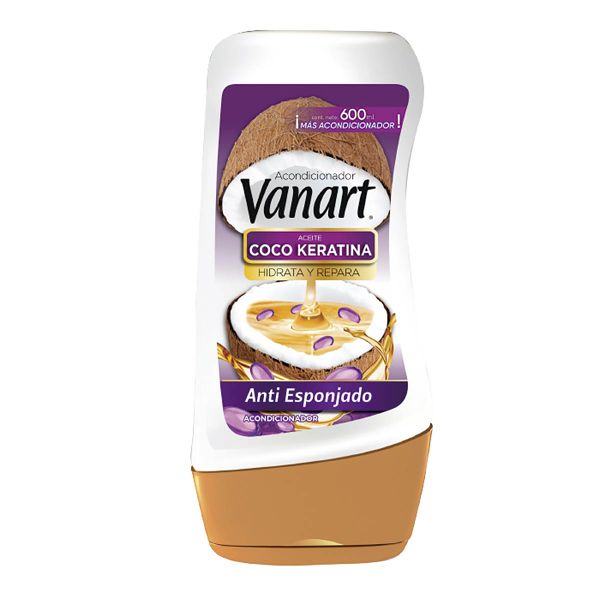 cont. neto 600 ml
¡MÁS ACONDICIONADOR!
Acondicionador
Vanart®
ACEITE
COCO KERATINA
HIDRATA Y REPARA
Anti Esponjado
ACONDICIONADOR